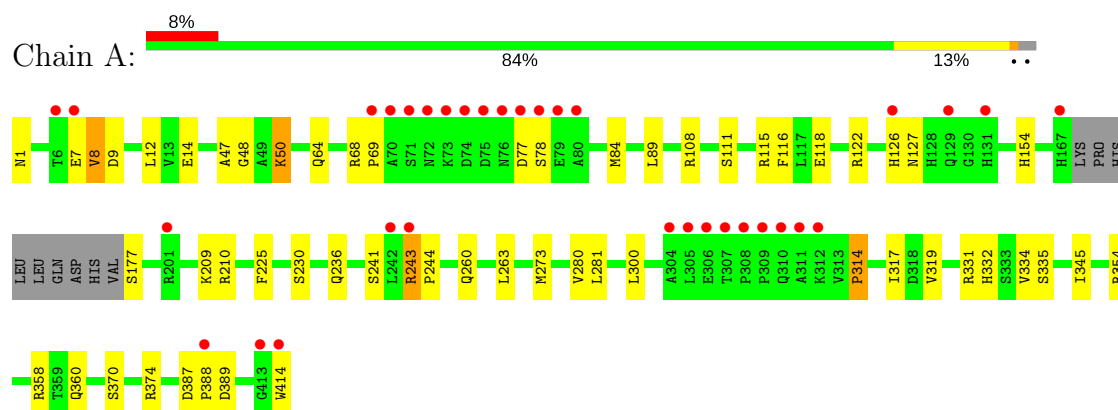 8%
Chain A:
84% 13% • •
N1 T6 E7 V8 D9 L12 V13 E14 A47 G48 A49 K50 Q64 R68 P69 A70 S71 N72 K73 D74 D75 N76 D77 S78 E79 A80 M84 L89 R108 S111 R115 F116 L117 E118 R122 H126 N127 H128 Q129 G130 H131 H154 H167 LYS PRO HIS
LEU LEU GLN ASP HIS VAL S177 R201 K209 R210 F225 S230 Q236 S241 L242 R243 P244 Q260 L263 M273 V280 L281 L300 A304 L305 E306 T307 P308 P309 Q310 A311 K312 V313 P314 I317 D318 V319 R331 H332 S333 V334 S335 I345
R358 T359 Q360 S370 R374 D387 P388 D389 G413 W414